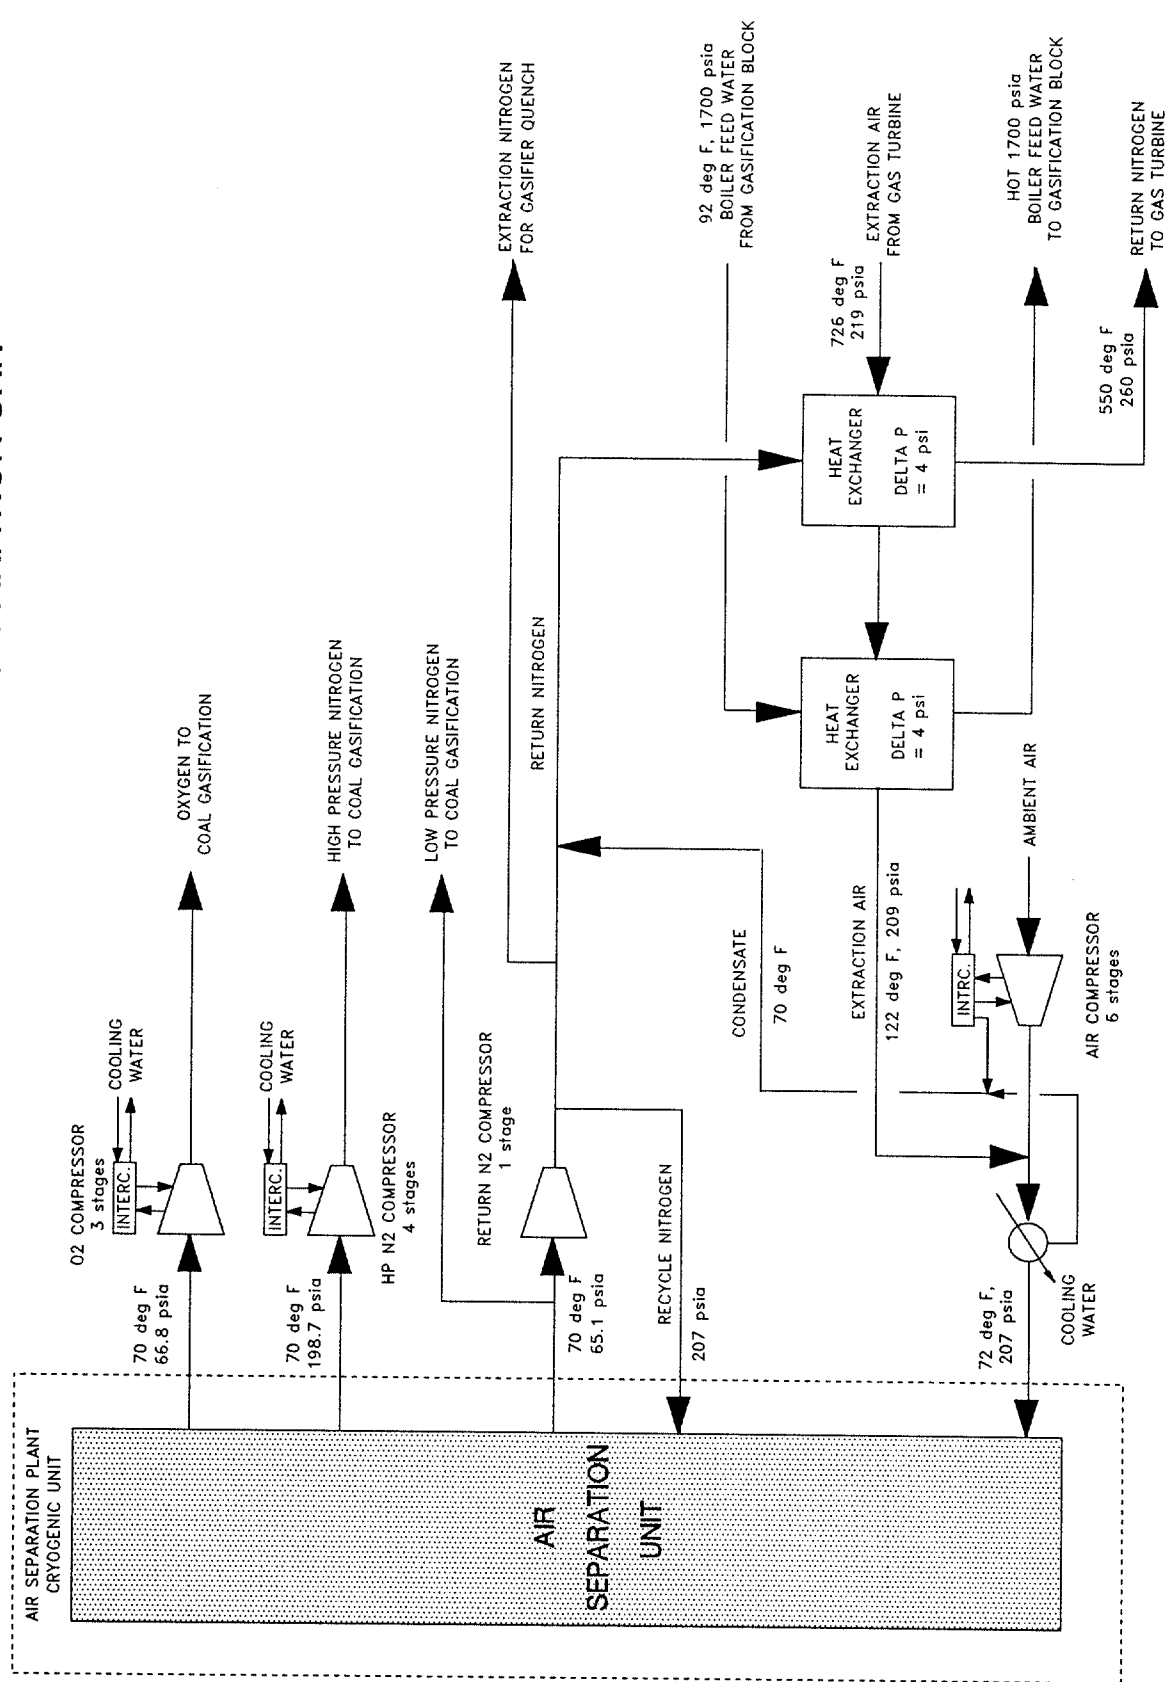 AIR SEPARATION PLANT
CRYOGENIC UNIT
AIR
SEPARATION
UNIT
70 deg F
66.8 psia
O2 COMPRESSOR
3 stages
INTERC.
COOLING
WATER
OXYGEN TO
COAL GASIFICATION
70 deg F
198.7 psia
HP N2 COMPRESSOR
4 stages
INTERC.
COOLING
WATER
HIGH PRESSURE NITROGEN
TO COAL GASIFICATION
LOW PRESSURE NITROGEN
TO COAL GASIFICATION
70 deg F
65.1 psia
RETURN N2 COMPRESSOR
1 stage
RETURN NITROGEN
EXTRACTION NITROGEN
FOR GASIFIER QUENCH
RECYCLE NITROGEN
207 psia
CONDENSATE
70 deg F
92 deg F, 1700 psia
BOILER FEED WATER
FROM GASIFICATION BLOCK
726 deg F
219 psia
EXTRACTION AIR
FROM GAS TURBINE
HEAT
EXCHANGER
DELTA P
= 4 psi
HEAT
EXCHANGER
DELTA P
= 4 psi
EXTRACTION AIR
122 deg F, 209 psia
HOT 1700 psia
BOILER FEED WATER
TO GASIFICATION BLOCK
550 deg F
260 psia
RETURN NITROGEN
TO GAS TURBINE
72 deg F,
207 psia
COOLING
WATER
INTRC.
AMBIENT AIR
AIR COMPRESSOR
6 stages